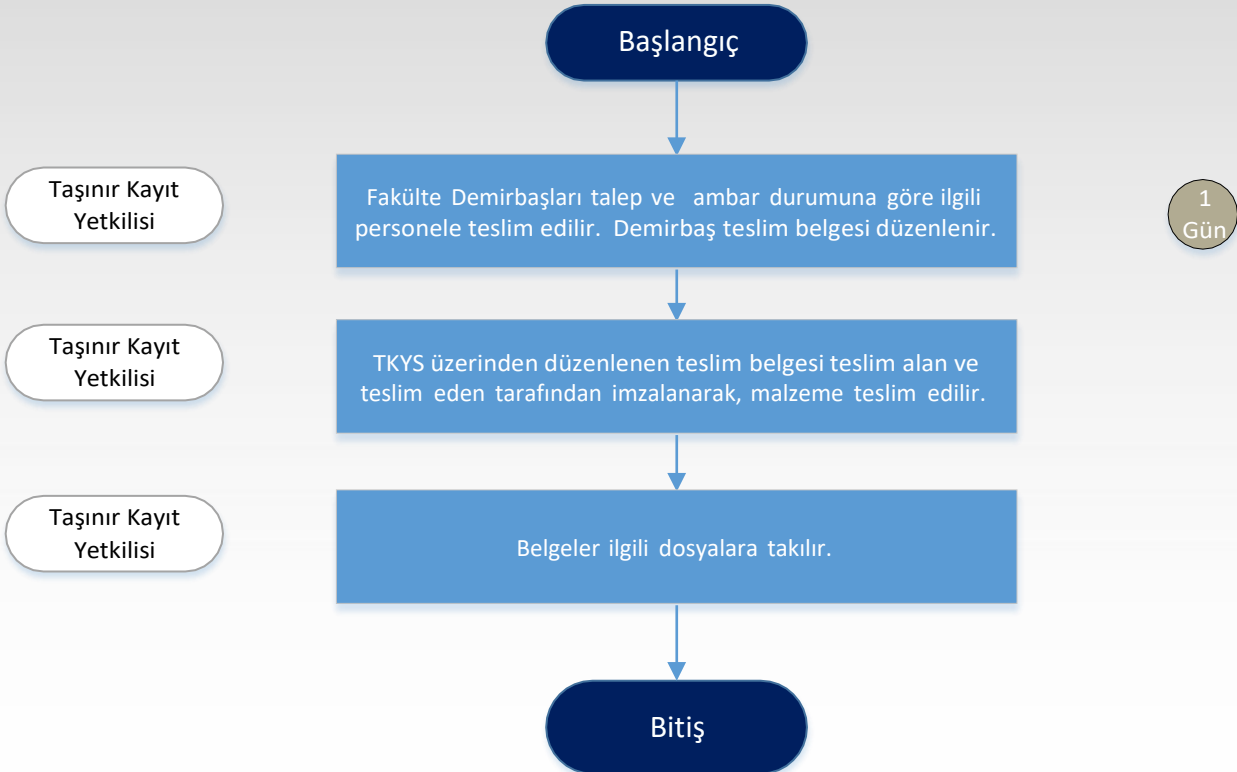 Başlangıç
Taşınır Kayıt
Yetkilisi
Fakülte Demirbaşları talep ve ambar durumuna göre ilgili
personele teslim edilir. Demirbaş teslim belgesi düzenlenir.
1
Gün
Taşınır Kayıt
Yetkilisi
TKYS üzerinden düzenlenen teslim belgesi teslim alan ve
teslim eden tarafından imzalanarak, malzeme teslim edilir.
Taşınır Kayıt
Yetkilisi
Belgeler ilgili dosyalara takılır.
Bitiş